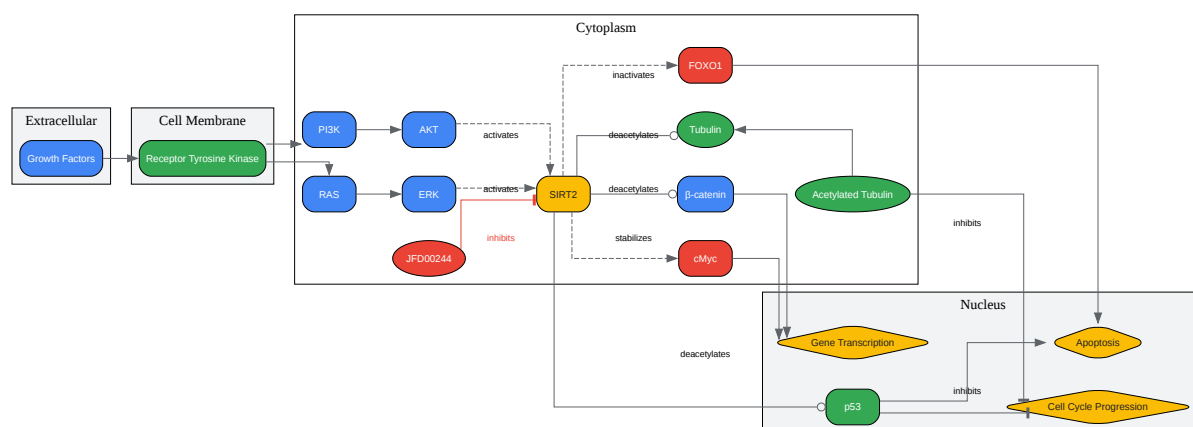 Cytoplasm
FOXO1
inactivates
Extracellular
Cell Membrane
PI3K
AKT
activates
deacetylates
Tubulin
Growth Factors
Receptor Tyrosine Kinase
RAS
ERK
activates
SIRT2
deacetylates
β-catenin
Acetylated Tubulin
inhibits
inhibits
stabilizes
JFD00244
cMyc
Nucleus
Gene Transcription
Apoptosis
deacetylates
inhibits
p53
Cell Cycle Progression